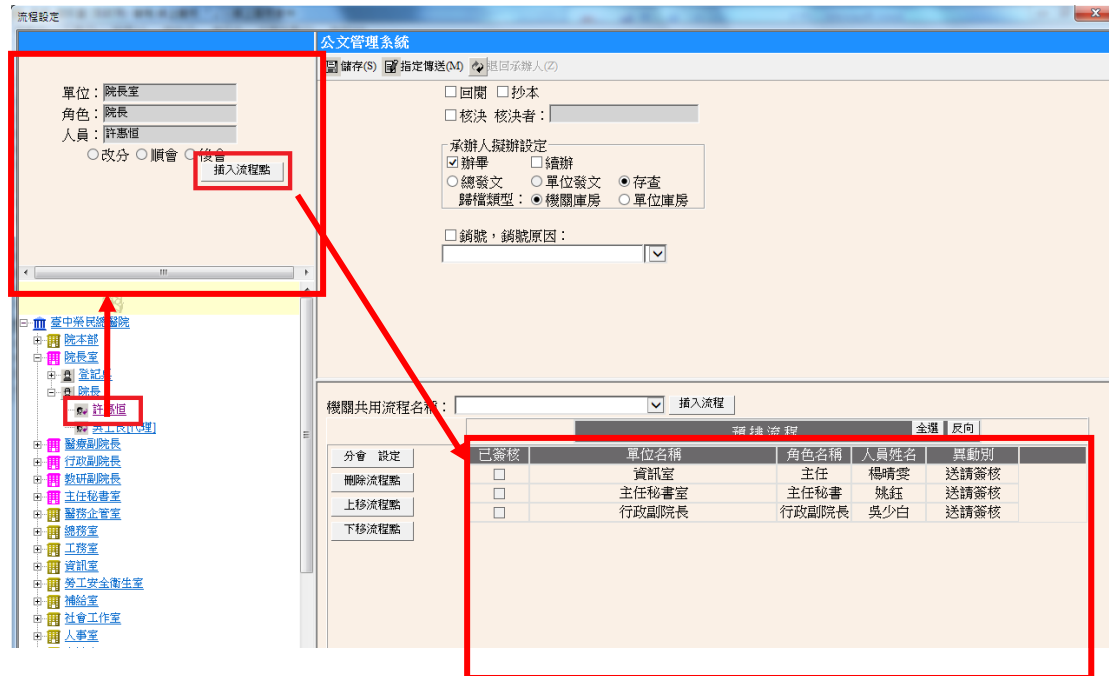 流程設定
公文管理系統
儲存(S) 指定傳送(M) 退回承辦人(Z)
單位：院長室
角色：院長
人員：許惠恒
改分 順會 後會
插入流程點
回閱 抄本
核決 核決者：
承辦人擬辦設定
辦畢 續辦
總發文 單位發文 存查
歸檔類型： 機關庫房 單位庫房
銷號，銷號原因：
臺中榮民總醫院
院本部
院長室
登記桌
院長
許惠恒
[代理]
醫療副院長
行政副院長
教研副院長
主任秘書室
醫務企管室
總務室
工務室
資訊室
勞工安全衛生室
補給室
社會工作室
人事室
機關共用流程名稱： 插入流程
預排流程 全選 反向
分會 設定
刪除流程點
上移流程點
下移流程點
已簽核 單位名稱 角色名稱 人員姓名 異動別
資訊室 主任 楊晴雯 送請簽核
主任秘書室 主任秘書 姚鈺 送請簽核
行政副院長 行政副院長 吳少白 送請簽核